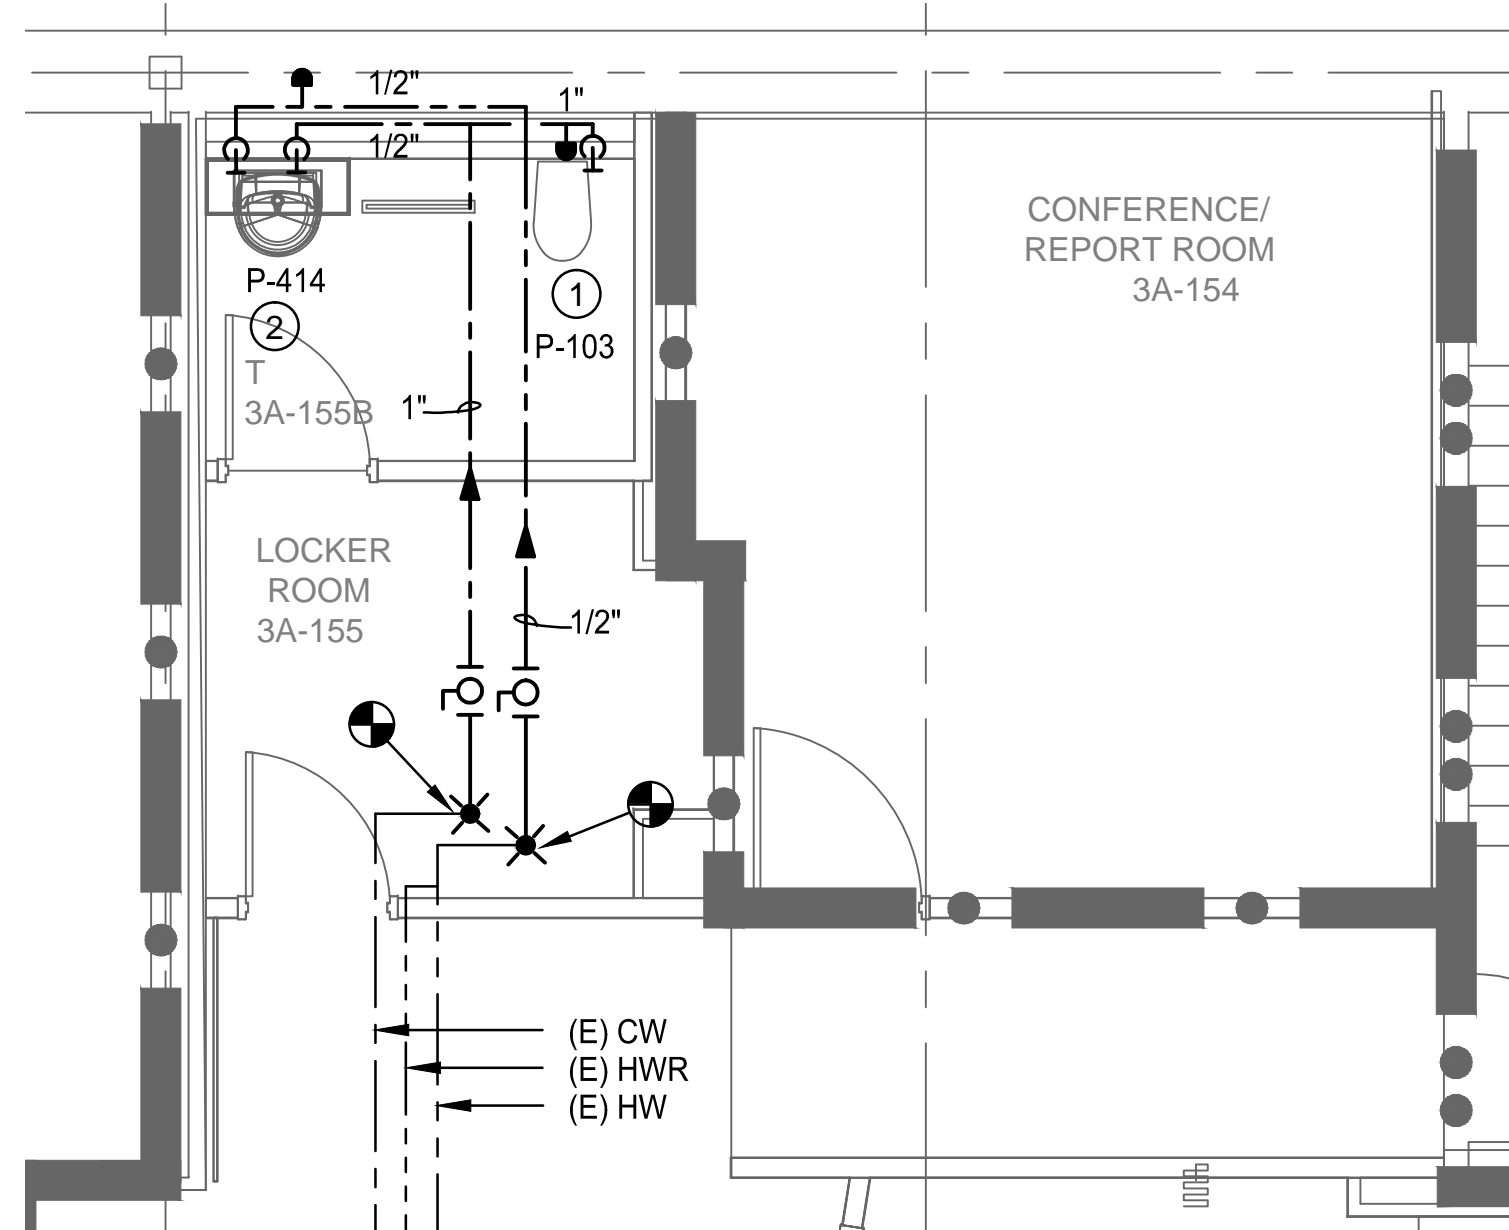 1/2"
1"
1/2"
CONFERENCE/
REPORT ROOM
3A-154
P-414
1
2
P-103
T
3A-155B
1"
LOCKER
ROOM
3A-155
1/2"
(E) CW
(E) HWR
(E) HW